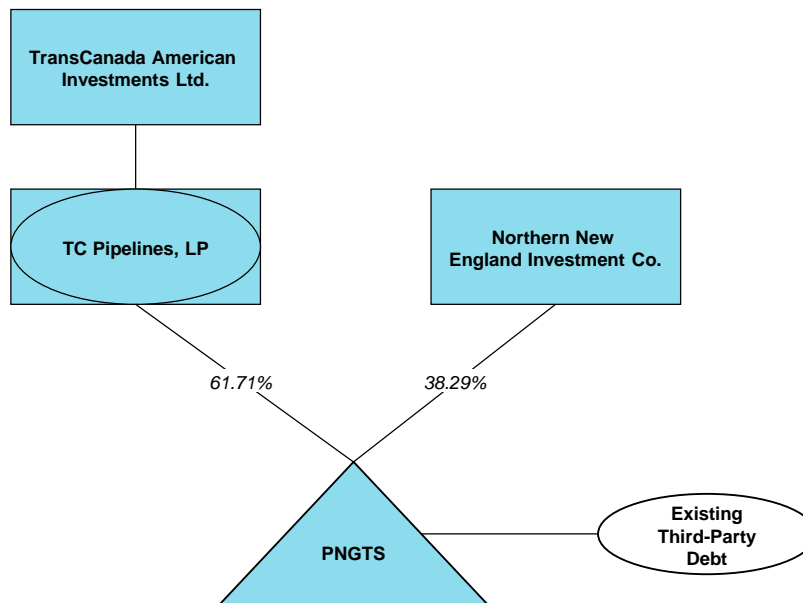 TransCanada American
Investments Ltd.
TC Pipelines, LP
Northern New
England Investment Co.
61.71%
38.29%
PNGTS
Existing
Third-Party
Debt